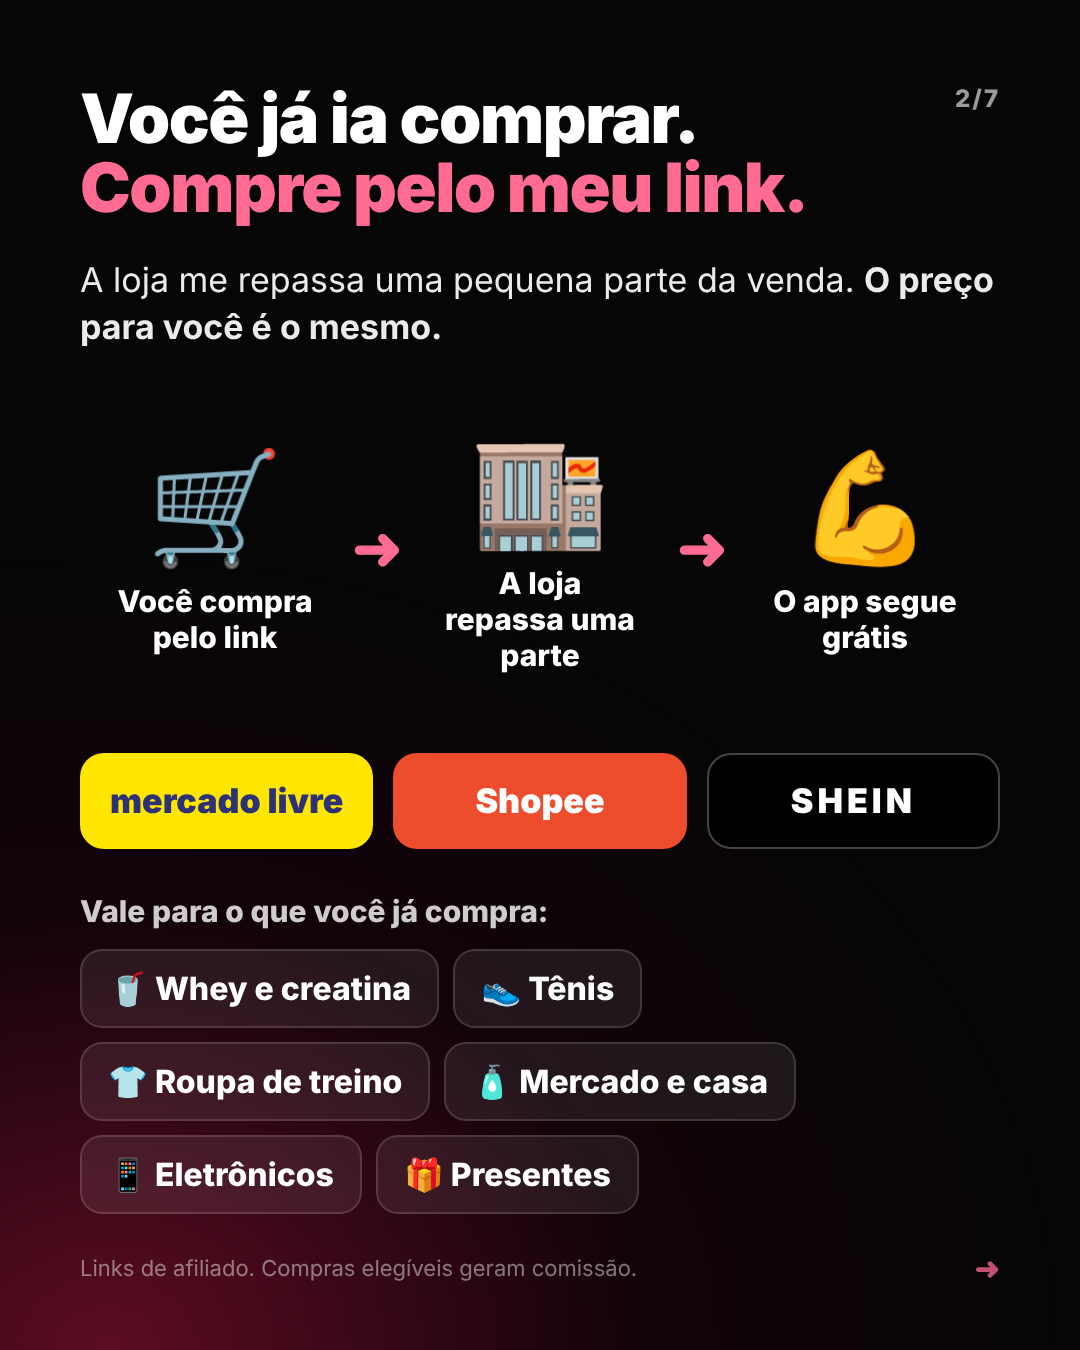 Você já ia comprar.
2/7
Compre pelo meu link.
A loja me repassa uma pequena parte da venda. O preço
para você é o mesmo.
Você compra
pelo link
A loja
repassa uma
parte
O app segue
grátis
mercado livre
Shopee
SHEIN
Vale para o que você já compra:
Whey e creatina
Tênis
Roupa de treino
Mercado e casa
Eletrônicos
Presentes
Links de afiliado. Compras elegíveis geram comissão.